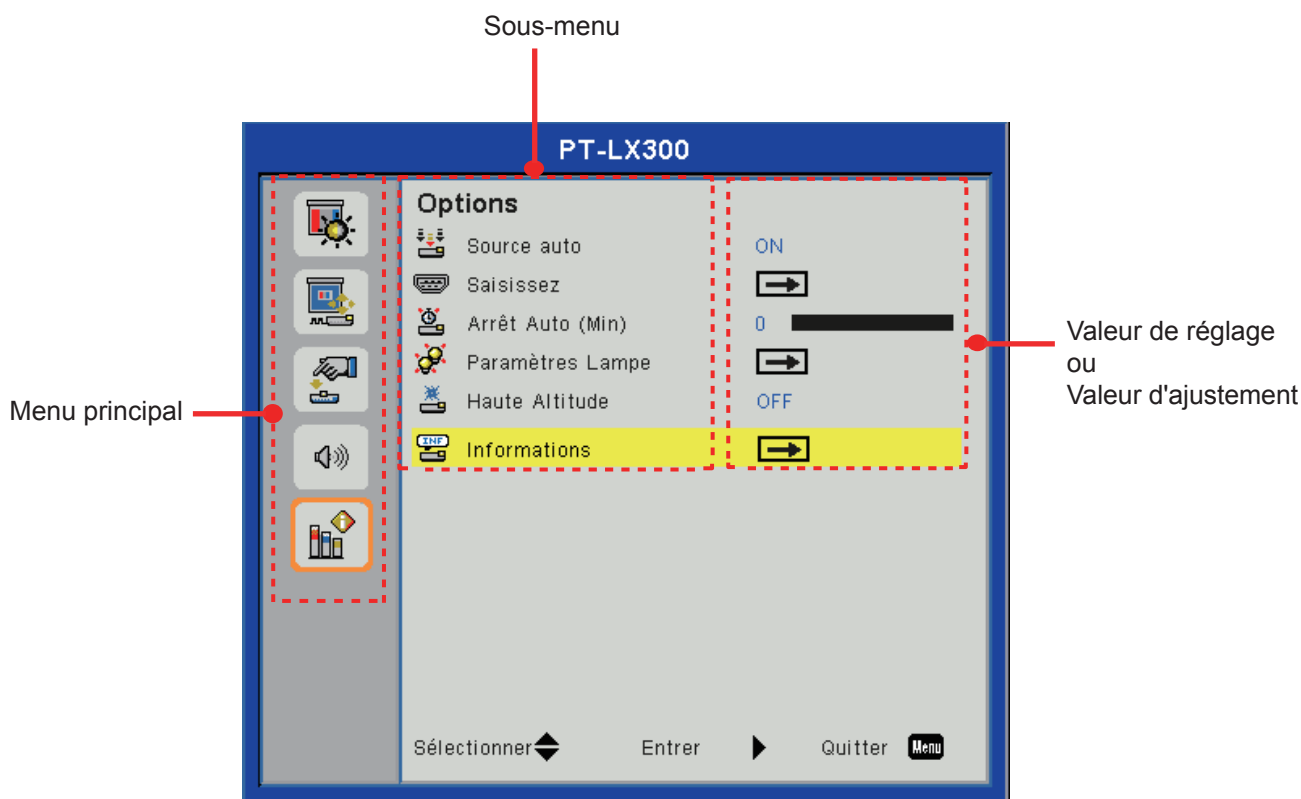 Sous-menu
PT-LX300
Options
Source auto ON
Saisissez
Arrêt Auto (Min) 0
Paramètres Lampe
Haute Altitude OFF
INF
Informations
Menu principal
Valeur de réglage
ou
Valeur d'ajustement
Sélectionner Entrer Quitter Menu